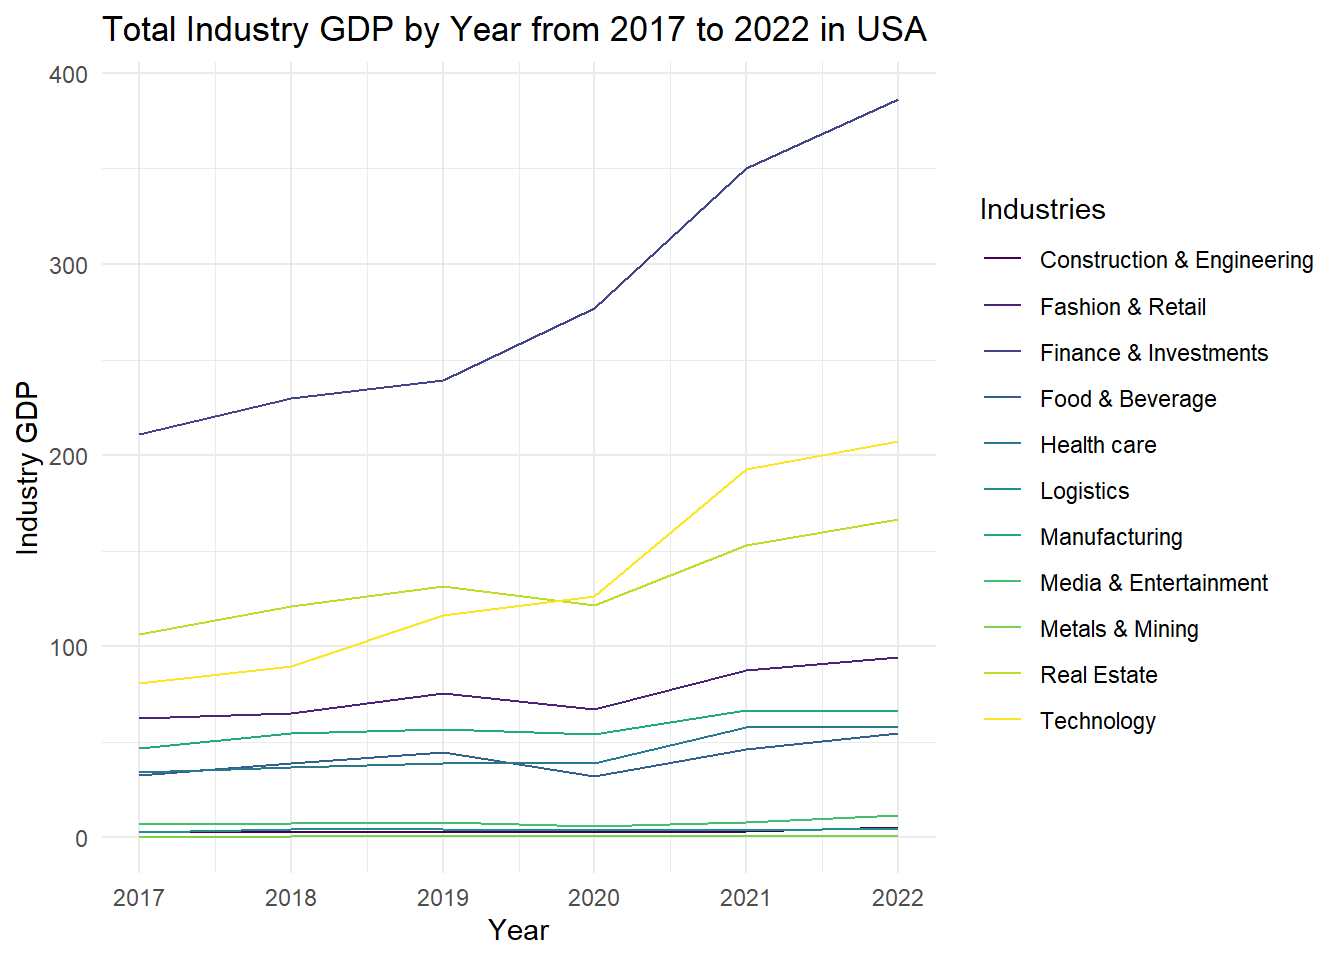 Total Industry GDP by Year from 2017 to 2022 in USA
400
300
200
100
0
Industry GDP
2017 2018 2019 2020 2021 2022
Year
Industries
Construction & Engineering
Fashion & Retail
Finance & Investments
Food & Beverage
Health care
Logistics
Manufacturing
Media & Entertainment
Metals & Mining
Real Estate
Technology